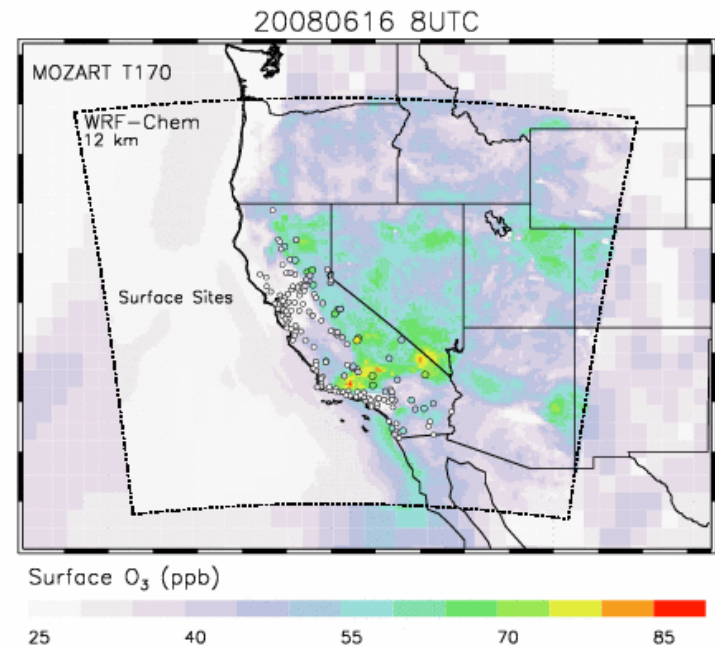 20080616 8UTC
MOZART T170
WRF-Chem
12 km
Surface Sites
Surface O₃ (ppb)
25 40 55 70 85